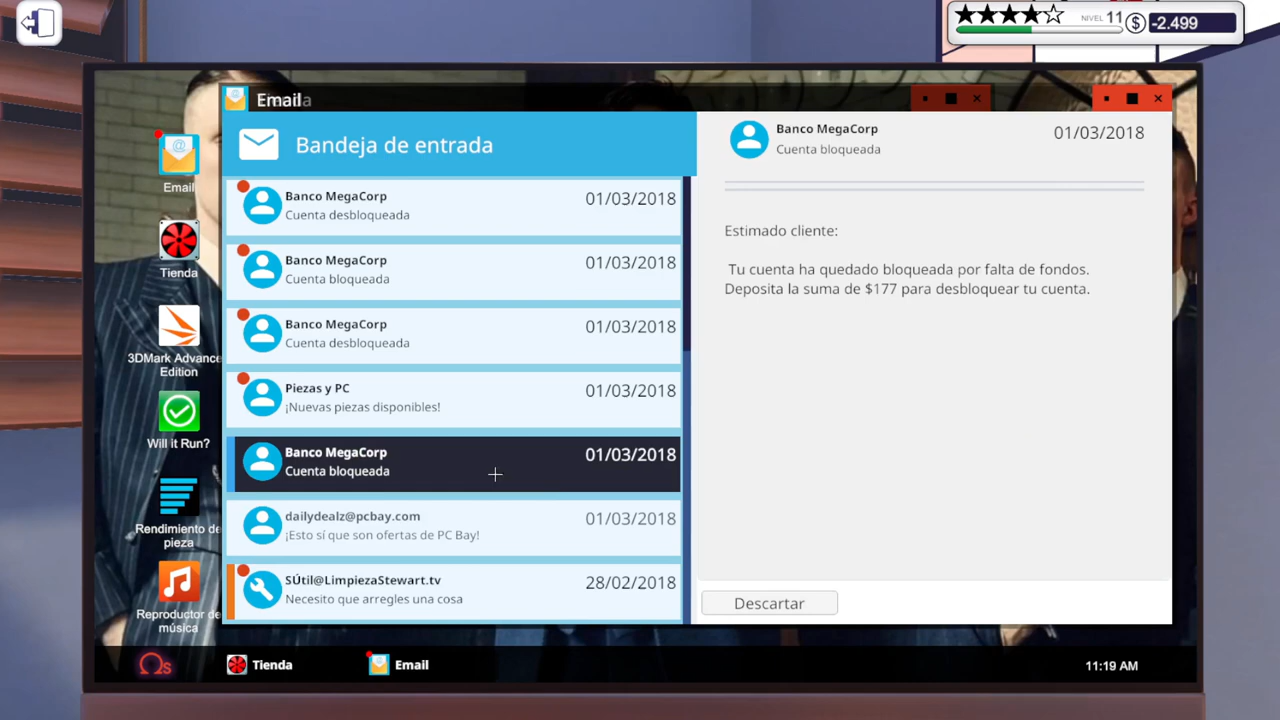 NIVEL 11
$ -2.499
Emaila
Bandeja de entrada
Banco MegaCorp
01/03/2018
Cuenta desbloqueada
Banco MegaCorp
01/03/2018
Cuenta bloqueada
Banco MegaCorp
01/03/2018
Cuenta desbloqueada
Piezas y PC
01/03/2018
¡Nuevas piezas disponibles!
Banco MegaCorp
01/03/2018
Cuenta bloqueada
dailydealz@pcbay.com
01/03/2018
¡Esto sí que son ofertas de PC Bay!
SÚtil@LimpiezaStewart.tv
28/02/2018
Necesito que arregles una cosa
Banco MegaCorp
01/03/2018
Cuenta bloqueada
Estimado cliente:
Tu cuenta ha quedado bloqueada por falta de fondos.
Deposita la suma de $177 para desbloquear tu cuenta.
Descartar
Email
Tienda
3DMark Advance
Edition
Will it Run?
Rendimiento de
pieza
Reproductor de
música
Ωs
Tienda
Email
11:19 AM